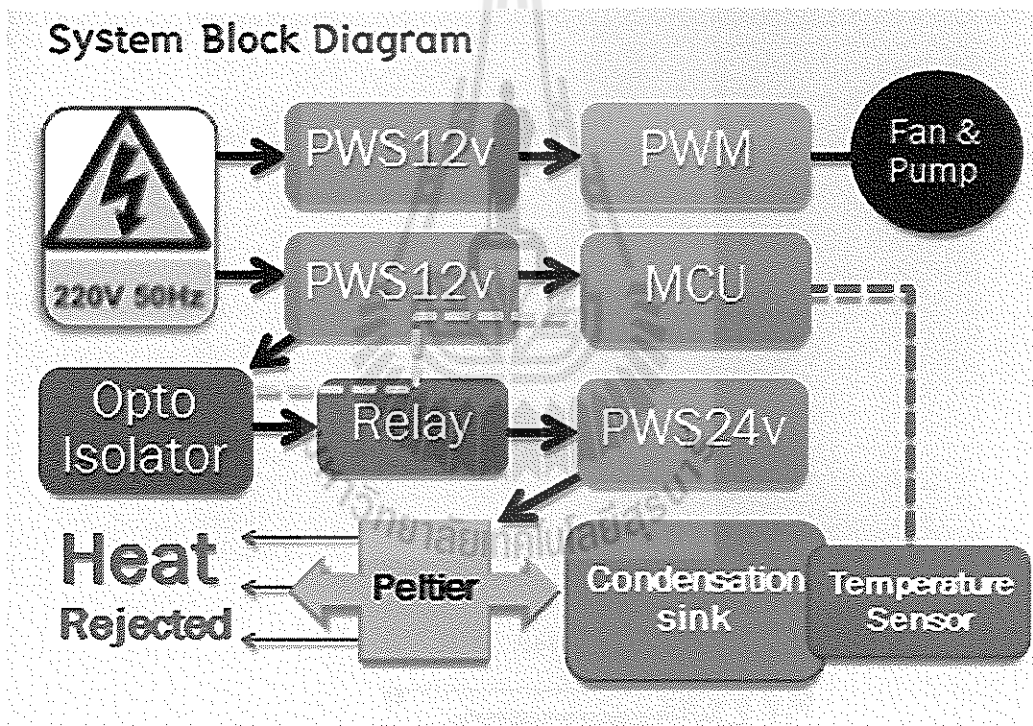 System Block Diagram
PWS12v
PWM
Fan &
Pump
220V 50Hz
PWS12v
MCU
Opto
Isolator
Relay
PWS24v
Heat
Rejected
Peltier
Condensation
sink
Temperature
Sensor